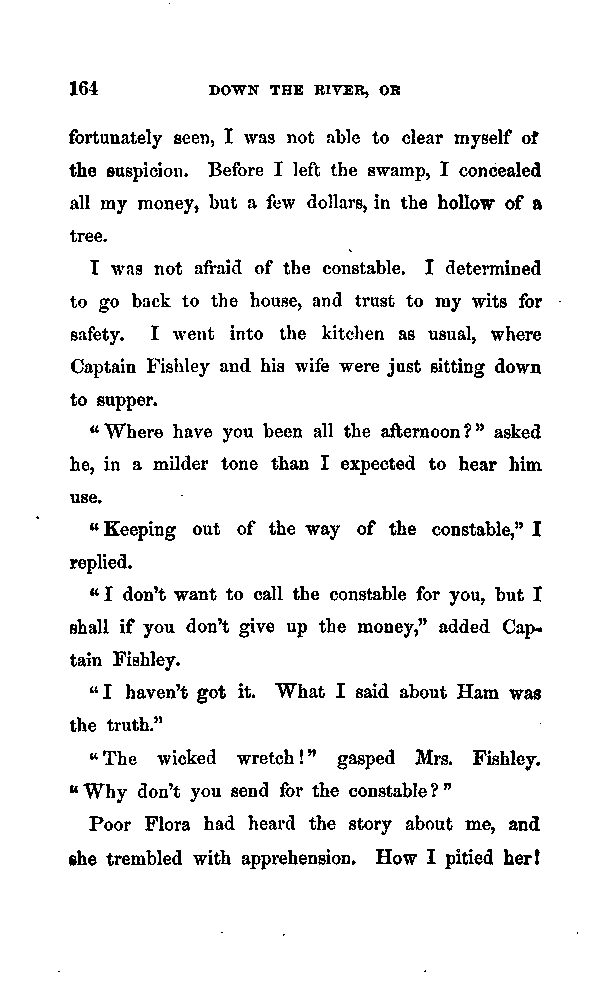 164 DOWN THE RIVER, OR
fortunately seen, I was not able to clear myself of
the suspicion. Before I left the swamp, I concealed
all my money, but a few dollars, in the hollow of a
tree.
I was not afraid of the constable. I determined
to go back to the house, and trust to my wits for
safety. I went into the kitchen as usual, where
Captain Fishley and his wife were just sitting down
to supper.
“Where have you been all the afternoon?” asked
he, in a milder tone than I expected to hear him
use.
“Keeping out of the way of the constable,” I
replied.
“I don’t want to call the constable for you, but I
shall if you don’t give up the money,” added Cap-
tain Fishley.
“I haven’t got it. What I said about Ham was
the truth.”
“The wicked wretch!” gasped Mrs. Fishley.
“Why don’t you send for the constable?”
Poor Flora had heard the story about me, and
she trembled with apprehension. How I pitied her!